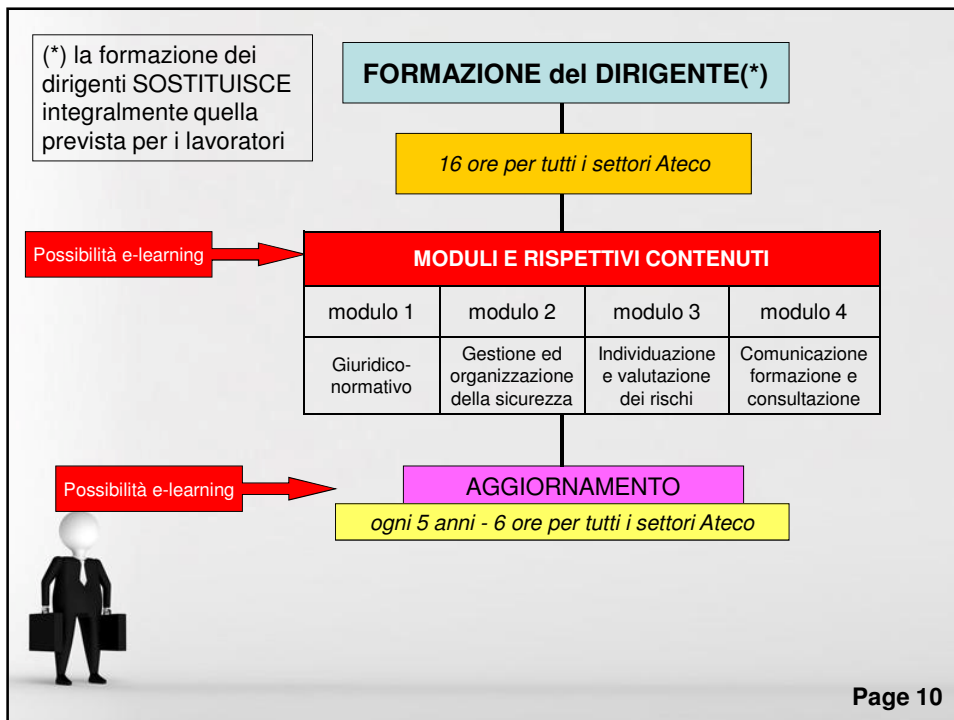 (*) la formazione dei
dirigenti SOSTITUISCE
integralmente quella
prevista per i lavoratori
FORMAZIONE del DIRIGENTE(*)
16 ore per tutti i settori Ateco
Possibilità e-learning
MODULI E RISPETTIVI CONTENUTI
modulo 1
modulo 2
modulo 3
modulo 4
Giuridico-
normativo
Gestione ed
organizzazione
della sicurezza
Individuazione
e valutazione
dei rischi
Comunicazione
formazione e
consultazione
Possibilità e-learning
AGGIORNAMENTO
ogni 5 anni - 6 ore per tutti i settori Ateco
Page 10